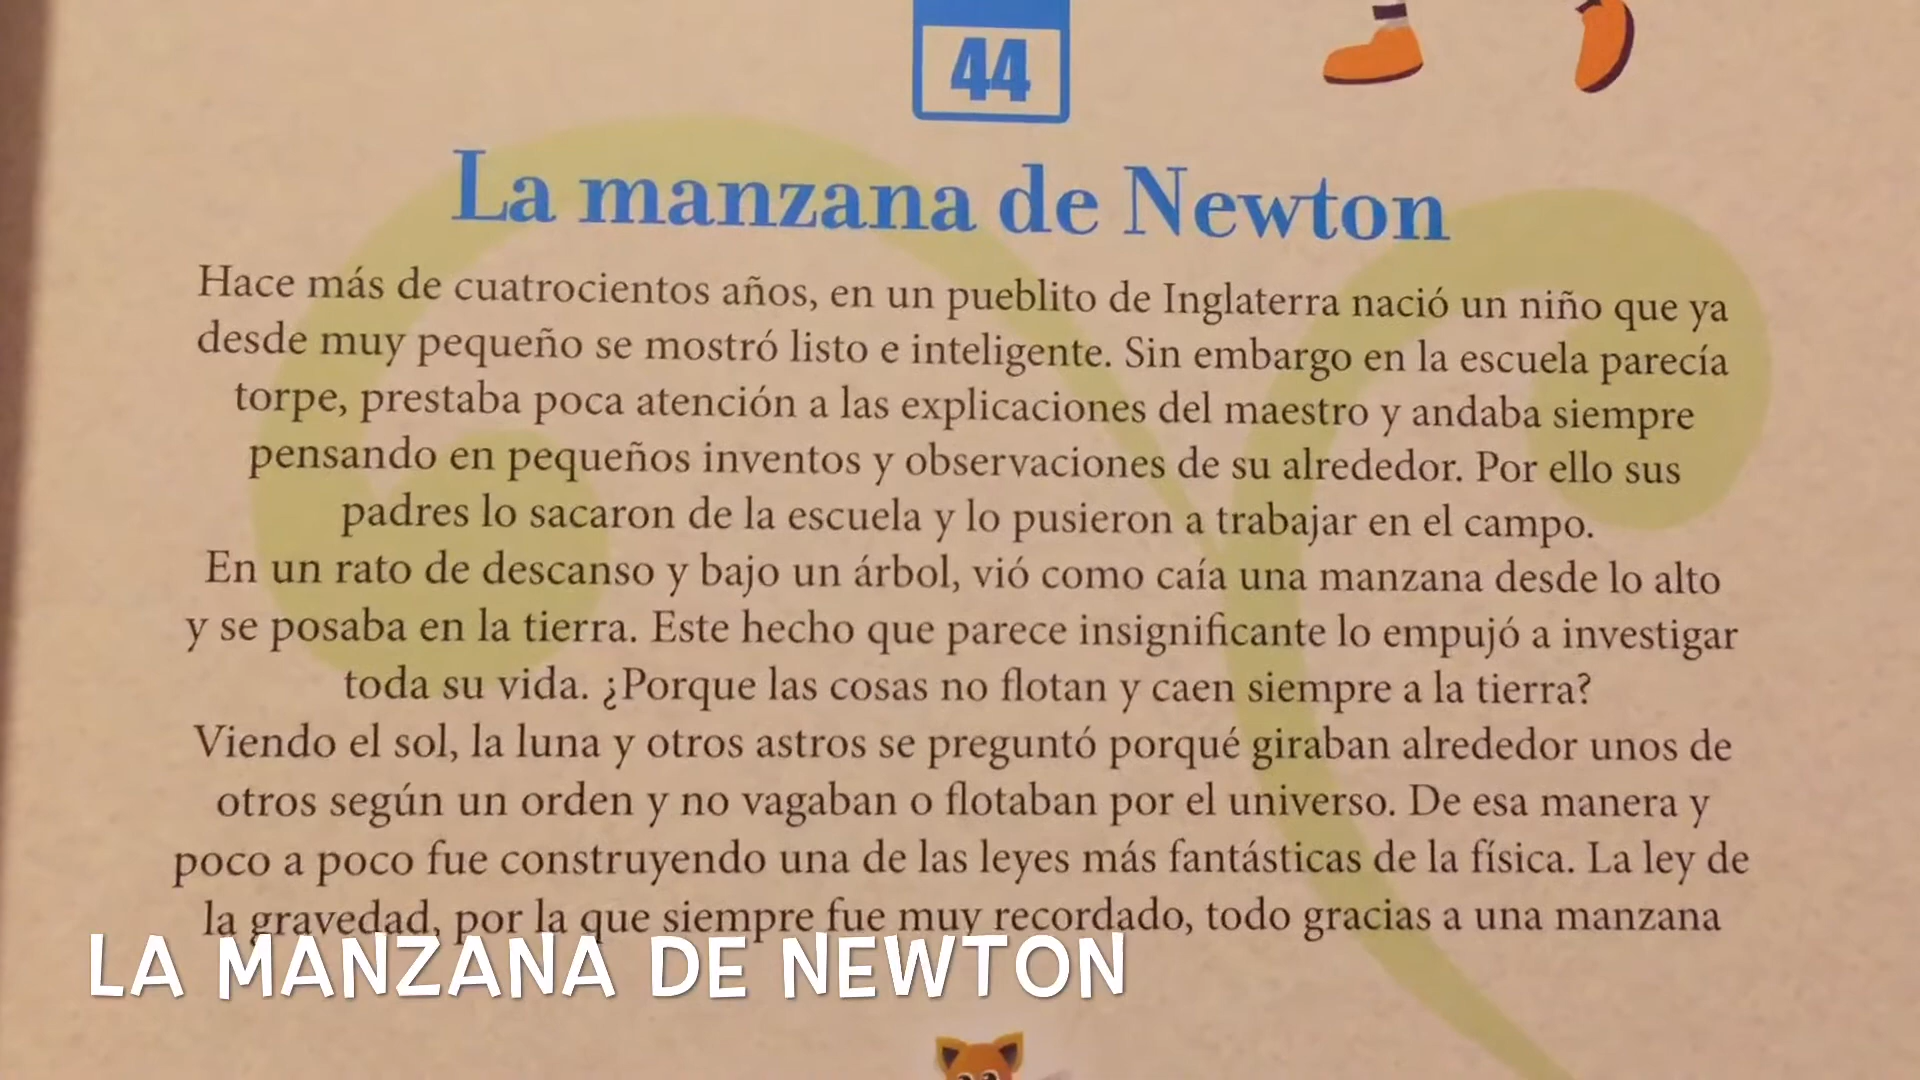 44
La manzana de Newton
Hace más de cuatrocientos años, en un pueblito de Inglaterra nació un niño que ya
desde muy pequeño se mostró listo e inteligente. Sin embargo en la escuela parecía
torpe, prestaba poca atención a las explicaciones del maestro y andaba siempre
pensando en pequeños inventos y observaciones de su alrededor. Por ello sus
padres lo sacaron de la escuela y lo pusieron a trabajar en el campo.
En un rato de descanso y bajo un árbol, vió como caía una manzana desde lo alto
y se posaba en la tierra. Este hecho que parece insignificante lo empujó a investigar
toda su vida. ¿Porque las cosas no flotan y caen siempre a la tierra?
Viendo el sol, la luna y otros astros se preguntó porqué giraban alrededor unos de
otros según un orden y no vagaban o flotaban por el universo. De esa manera y
poco a poco fue construyendo una de las leyes más fantásticas de la física. La ley de
la gravedad, por la que siempre fue muy recordado, todo gracias a una manzana
LA MANZANA DE NEWTON